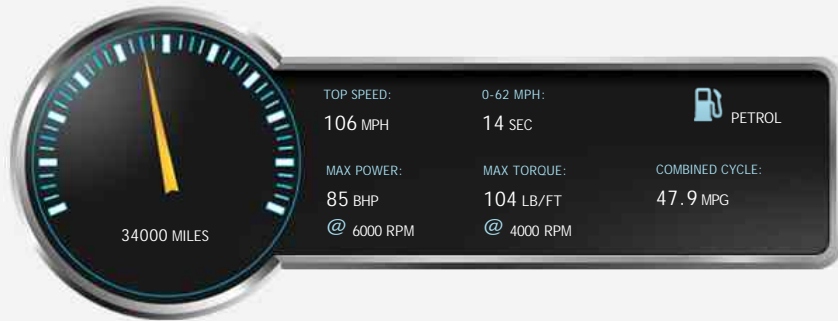 TOP SPEED:
106 MPH
0-62 MPH:
14 SEC
PETROL
MAX POWER:
85 BHP
@ 6000 RPM
MAX TORQUE:
104 LB/FT
@ 4000 RPM
COMBINED CYCLE:
47.9 MPG
34000 MILES